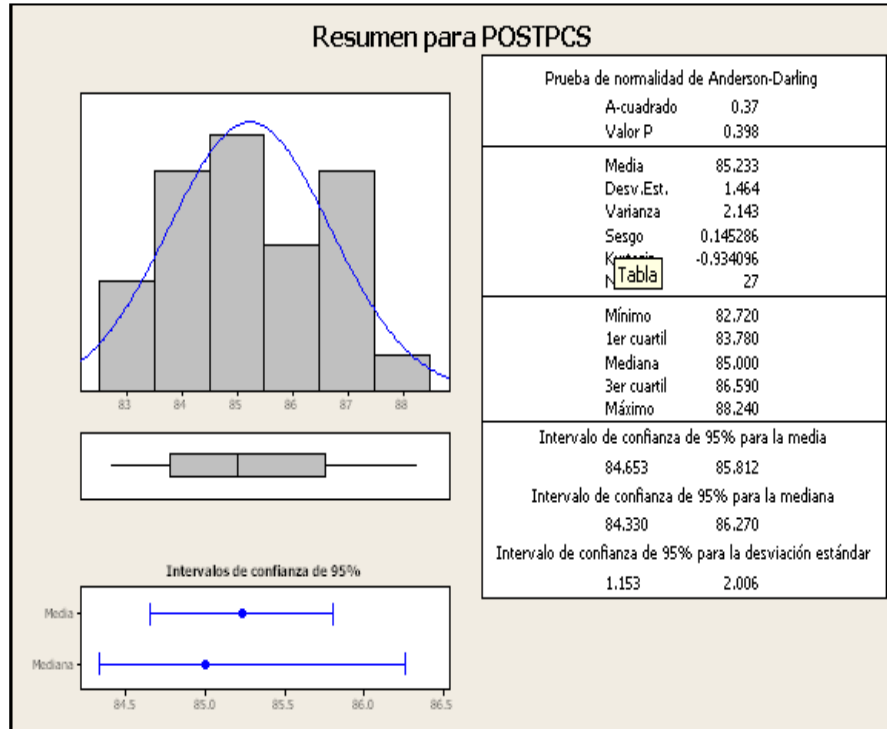 Resumen para POSTPCS
83 84 85 86 87 88
Intervalos de confianza de 95%
Media
Mediana
84.5 85.0 85.5 86.0 86.5
Prueba de normalidad de Anderson-Darling
A-cuadrado 0.37
Valor P 0.398
Media 85.233
Desv.Est. 1.464
Varianza 2.143
Sesgo 0.145286
-0.934096
Tabla
N 27
Mínimo 82.720
1er cuartil 83.780
Mediana 85.000
3er cuartil 86.590
Máximo 88.240
Intervalo de confianza de 95% para la media
84.653 85.812
Intervalo de confianza de 95% para la mediana
84.330 86.270
Intervalo de confianza de 95% para la desviación estándar
1.153 2.006